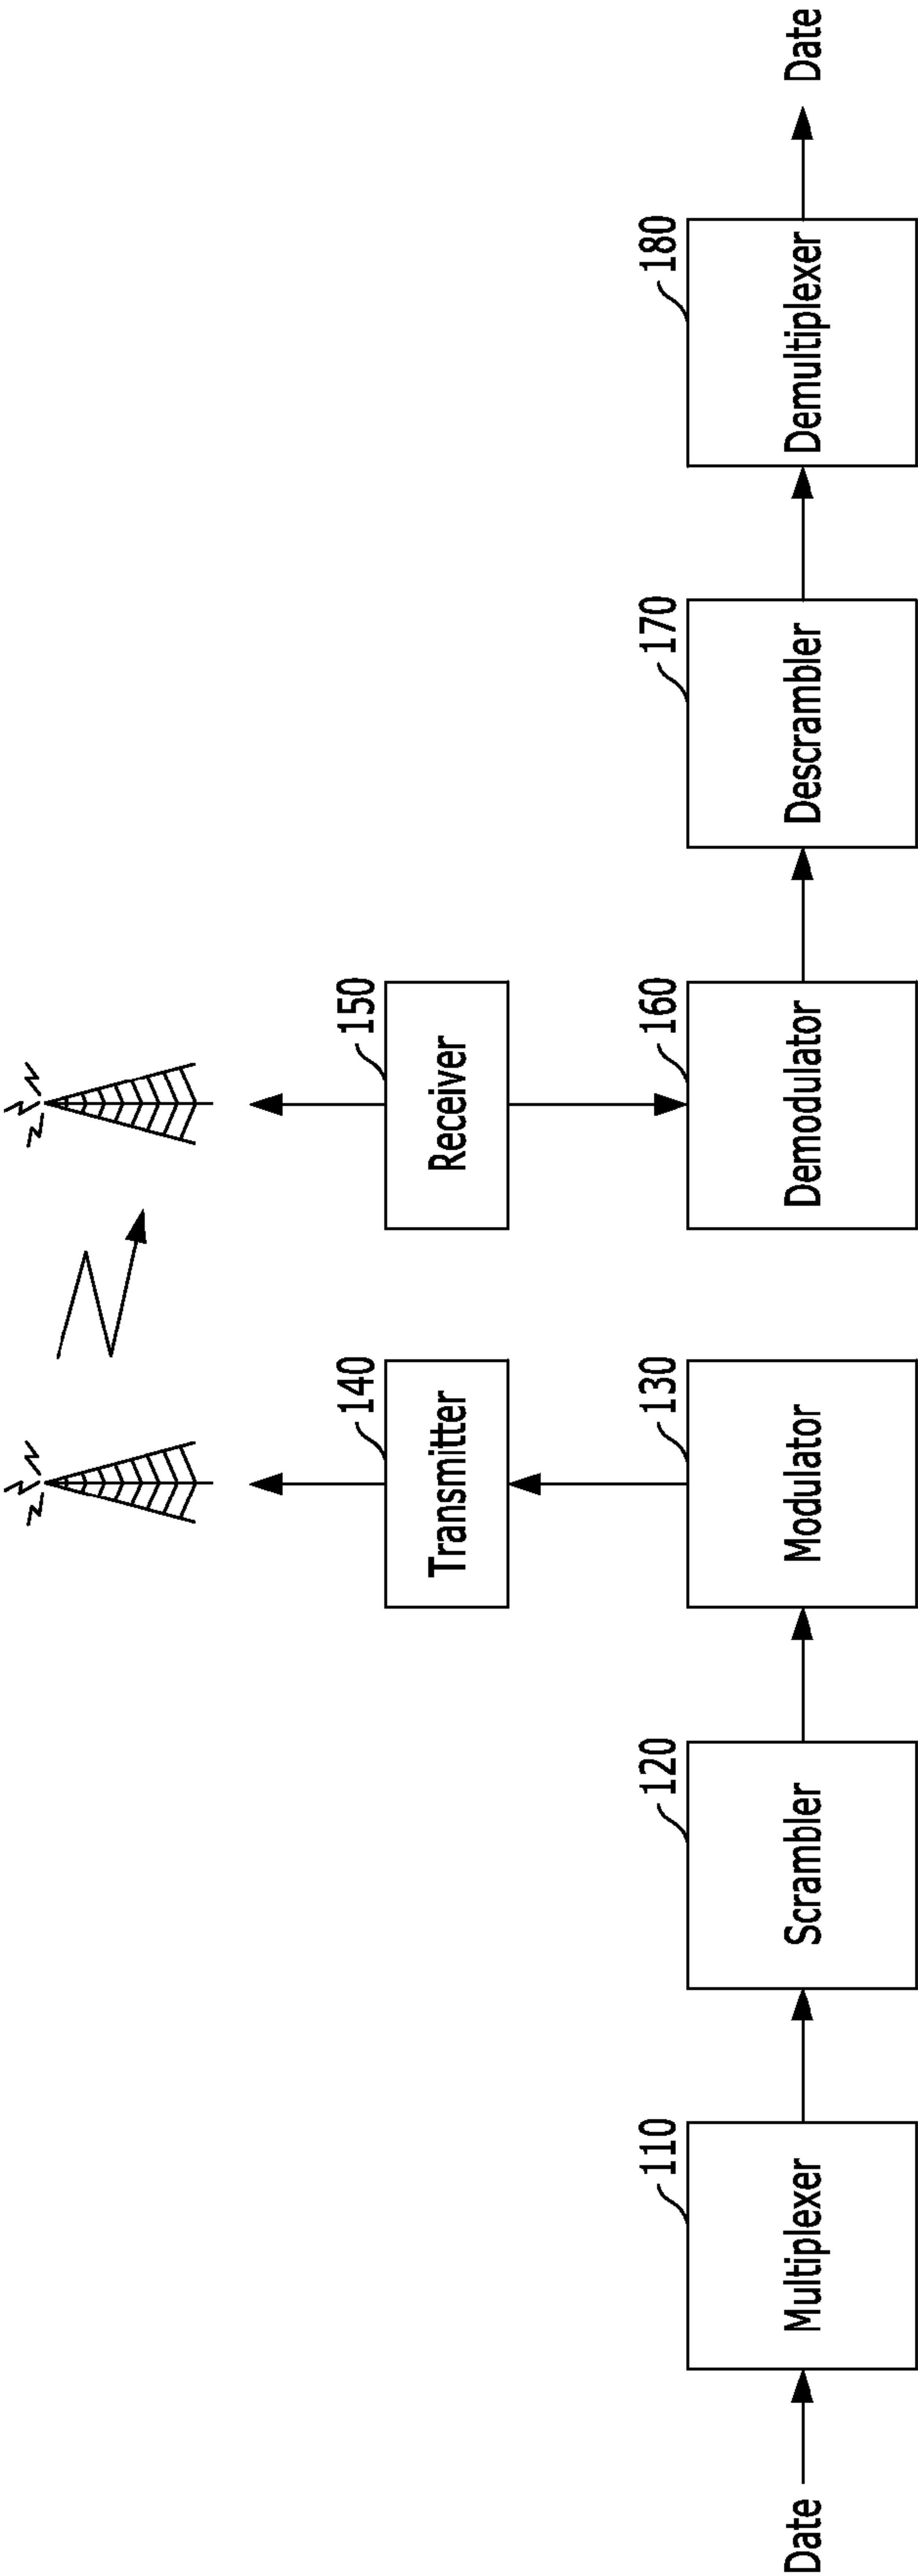 Date
110
Multiplexer
120
Scrambler
130
Modulator
140
Transmitter
150
Receiver
160
Demodulator
170
Descrambler
180
Demultiplexer
Date